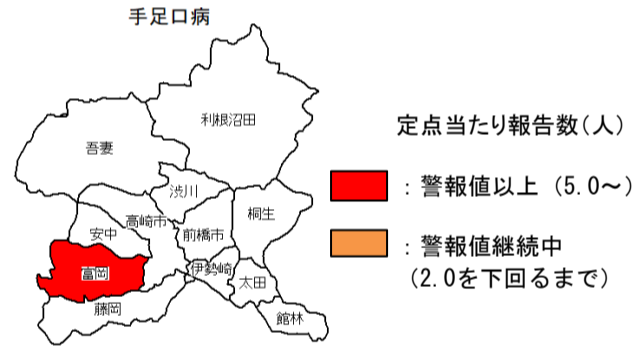 手足口病
利根沼田
吾妻
渋川
桐生
高崎市
前橋市
安中
伊勢崎
富岡
太田
藤岡
館林
定点当たり報告数(人)
:警報値以上 (5.0~)
:警報値継続中
(2.0を下回るまで)